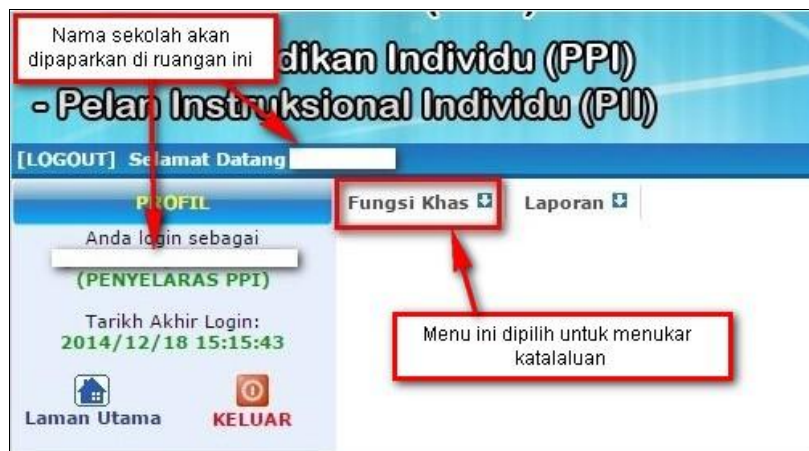 Nama sekolah akan
dipaparkan di ruangan ini
dikan Individu (PPI)
- Pelan Instruksional Individu (PII)
[LOGOUT] Selamat Datang
PROFIL
Fungsi Khas
Laporan
Anda login sebagai
(PENYELARAS PPI)
Tarikh Akhir Login:
2014/12/18 15:15:43
Menu ini dipilih untuk menukar
katalaluan
Laman Utama
KELUAR